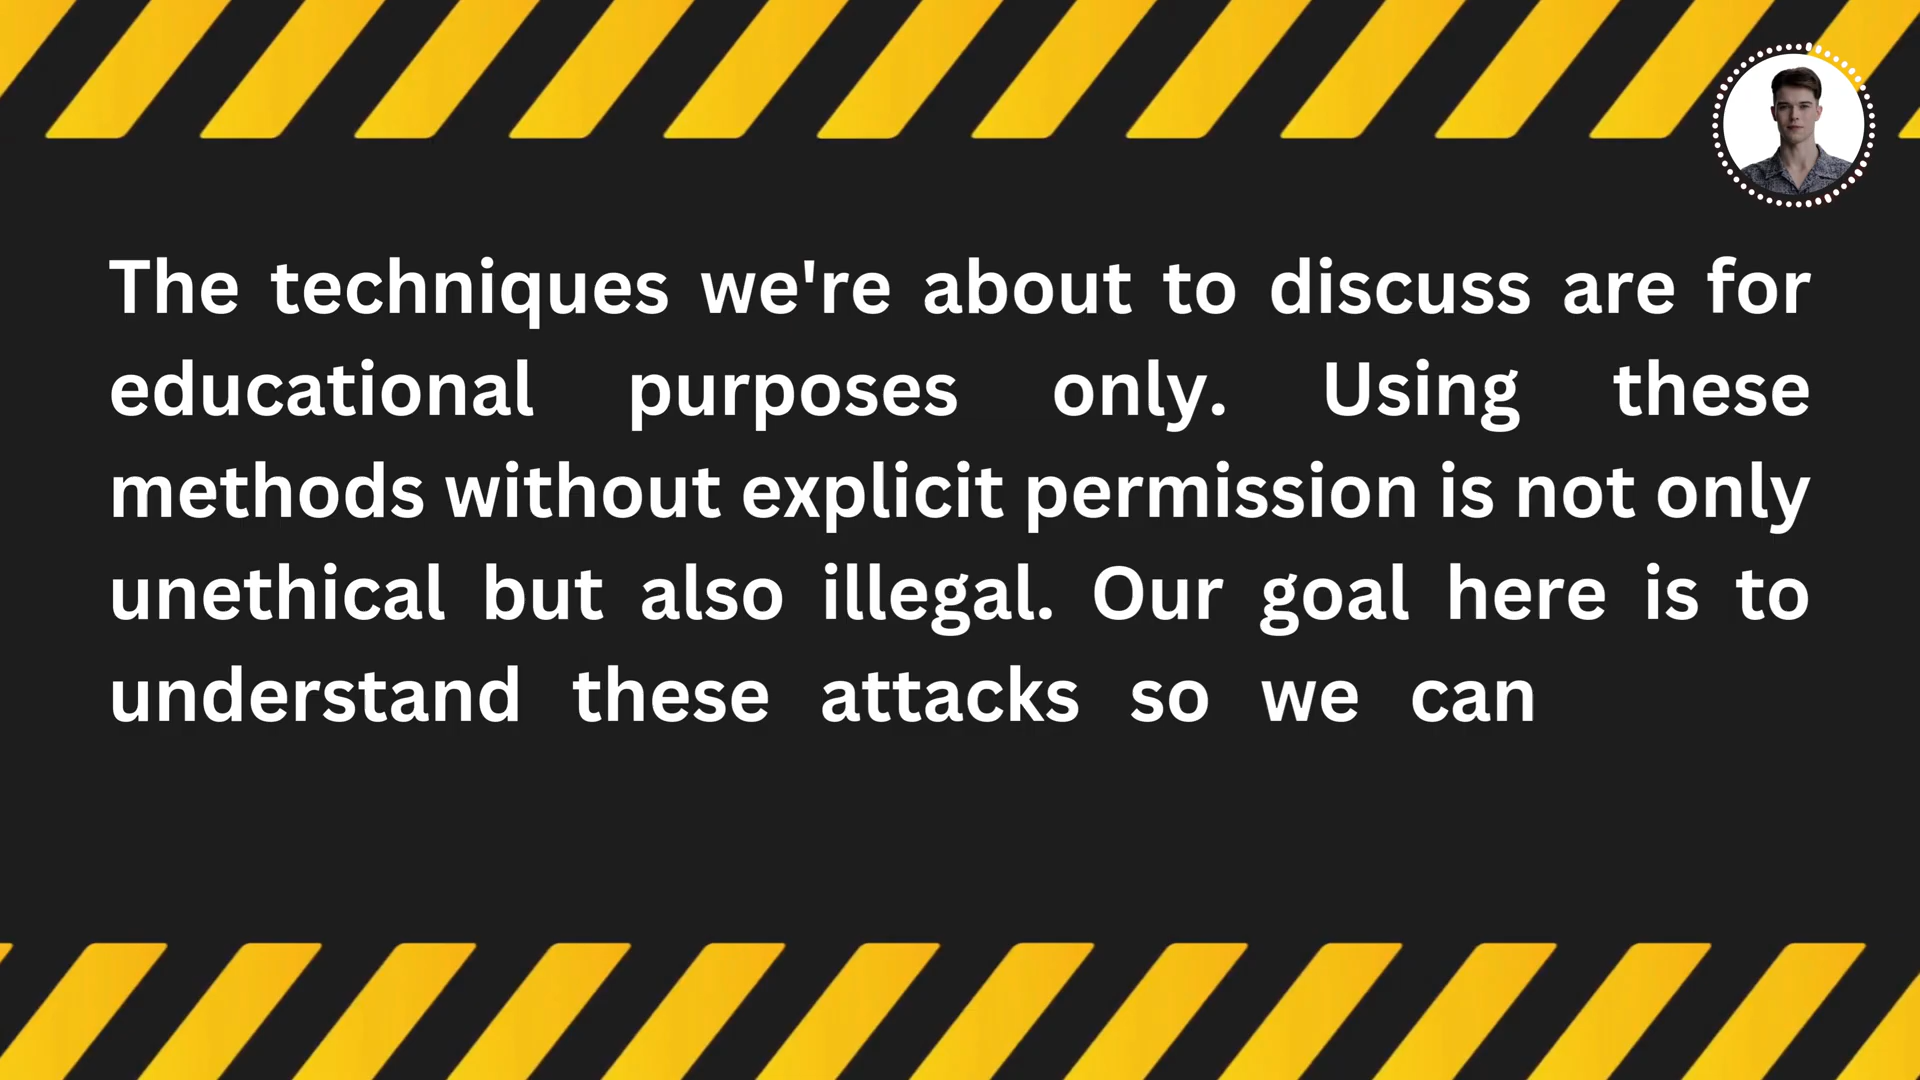 The techniques we're about to discuss are for
educational purposes only. Using these
methods without explicit permission is not only
unethical but also illegal. Our goal here is to
understand these attacks so we can